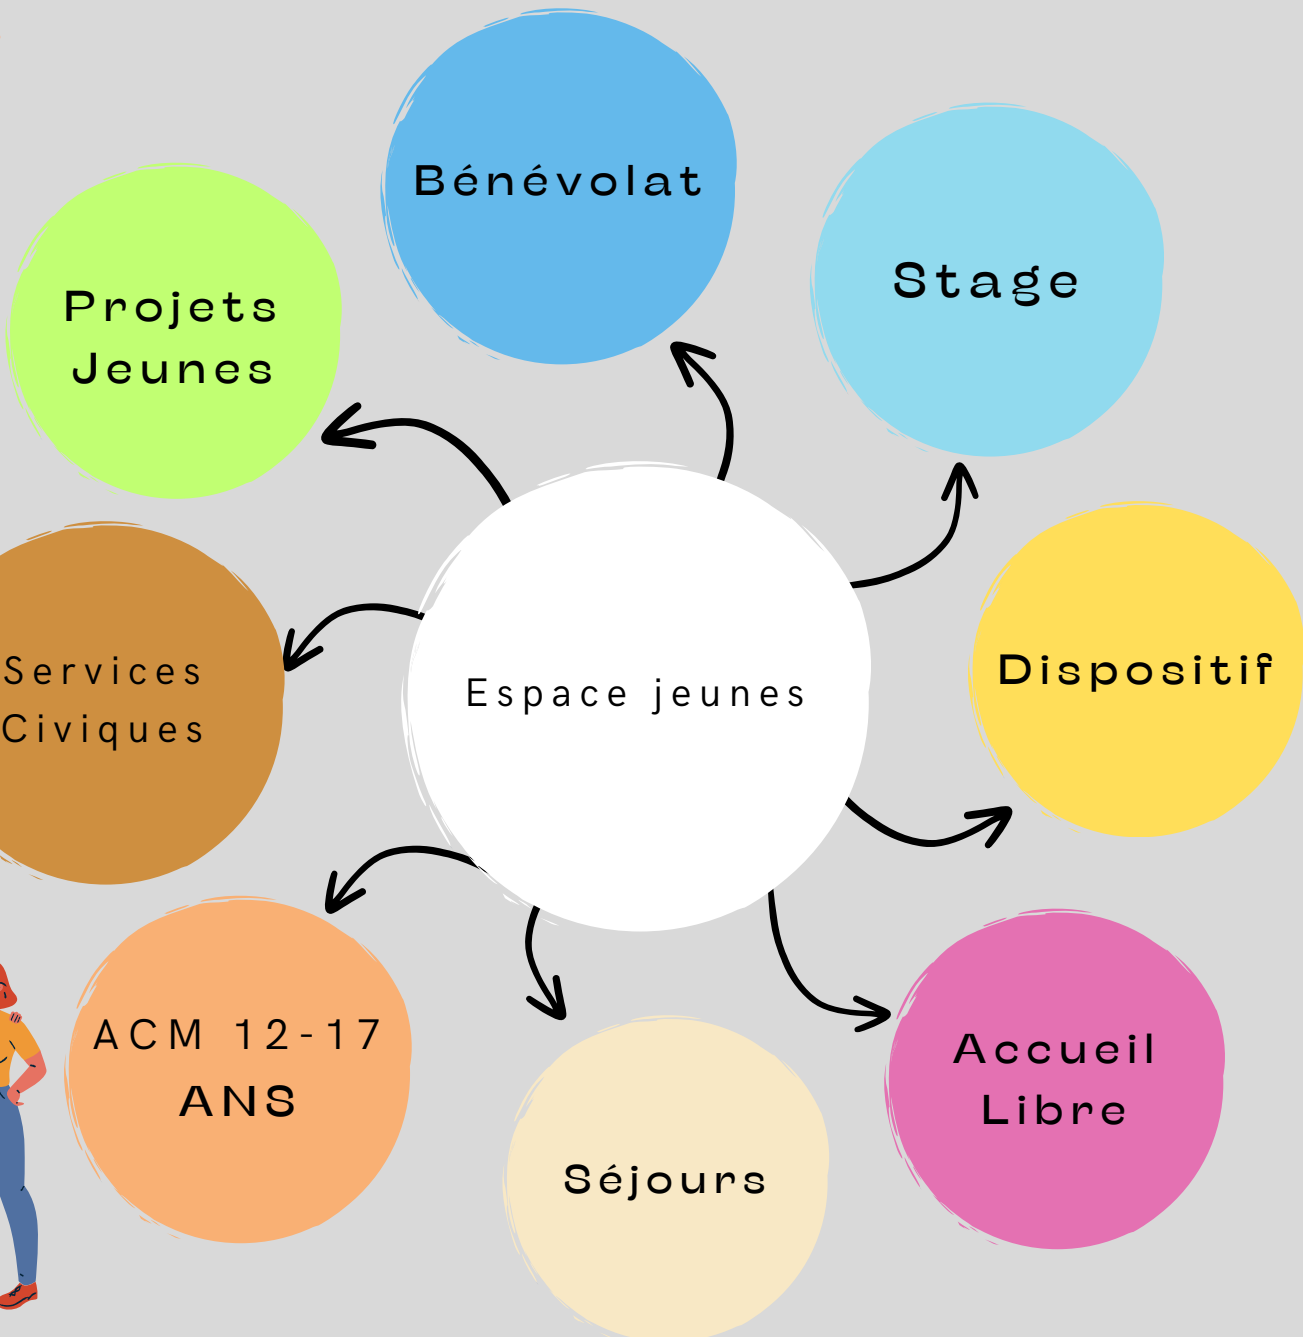 Bénévolat
Stage
Projets
Jeunes
Services
Civiques
Espace jeunes
Dispositif
ACM 12-17
ANS
Accueil
Libre
Séjours